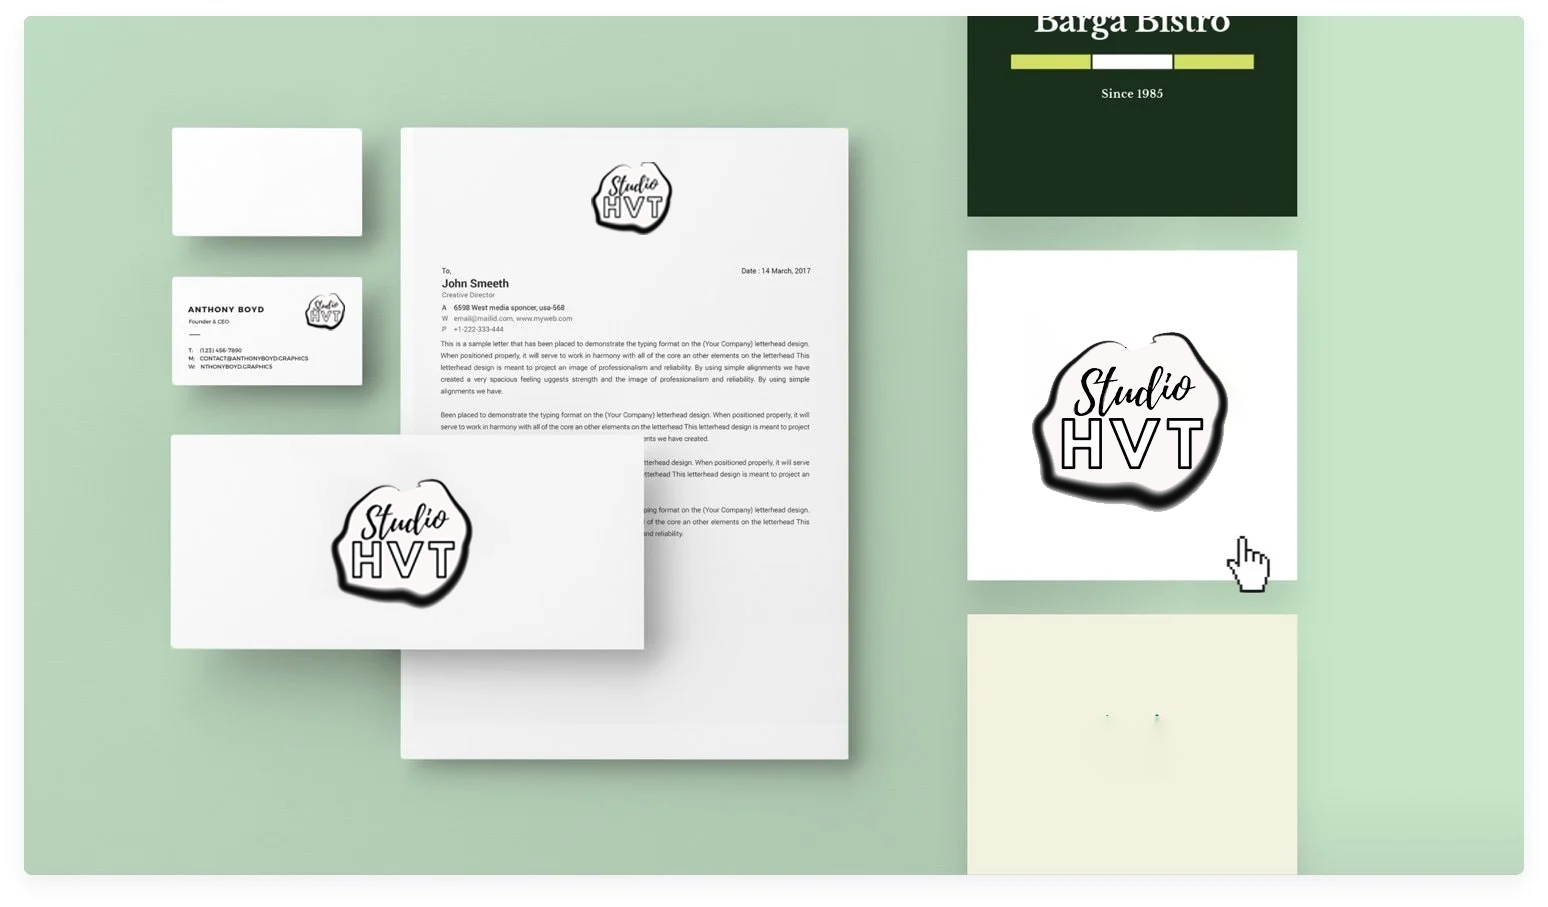 Barga Bistro
Since 1985
Studio
HVT
To,
Date : 14 March, 2017
John Smeeth
Creative Director
A 6598 West media sponcer, usa-568
W email@mailid.com, www.myweb.com
P +1-222-333-444
This is a sample letter that has been placed to demonstrate the typing format on the (Your Company) letterhead design.
When positioned properly, it will serve to work in harmony with all of the core an other elements on the letterhead This
letterhead design is meant to project an image of professionalism and reliability. By using simple alignments we have
created a very spacious feeling uggests strength and the image of professionalism and reliability. By using simple
alignments we have.
Been placed to demonstrate the typing format on the (Your Company) letterhead design. When positioned properly, it will
serve to work in harmony with all of the core an other elements on the letterhead This letterhead design is meant to project
ents we have created.
tterhead design. When positioned properly, it will serve
tterhead This letterhead design is meant to project an
ping format on the (Your Company) letterhead design.
of the core an other elements on the letterhead This
and reliability.
ANTHONY BOYD
Founder & CEO
T: (123) 456-7890
M: CONTACT@ANTHONYBOYD.GRAPHICS
W: NTHONYBOYD.GRAPHICS
Studio
HVT
Studio
HVT
Studio
HVT